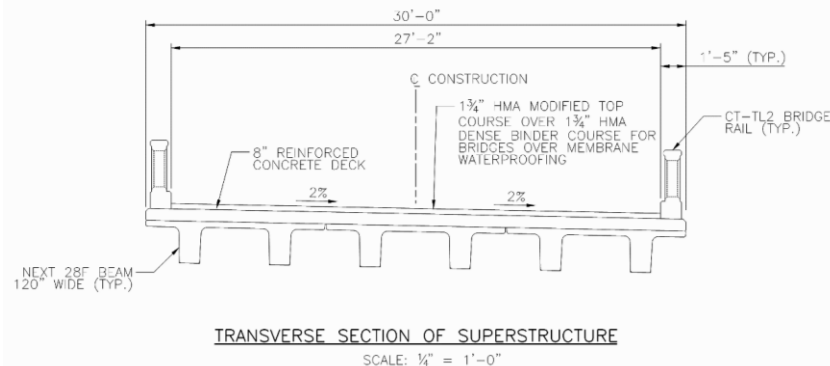 30'-0"
27'-2"
1'-5" (TYP.)
℄ CONSTRUCTION
1¾" HMA MODIFIED TOP
COURSE OVER 1¾" HMA
DENSE BINDER COURSE FOR
BRIDGES OVER MEMBRANE
WATERPROOFING
CT-TL2 BRIDGE
RAIL (TYP.)
8" REINFORCED
CONCRETE DECK
2%
2%
NEXT 28F BEAM
120" WIDE (TYP.)
TRANSVERSE SECTION OF SUPERSTRUCTURE
SCALE: ¼" = 1'-0"